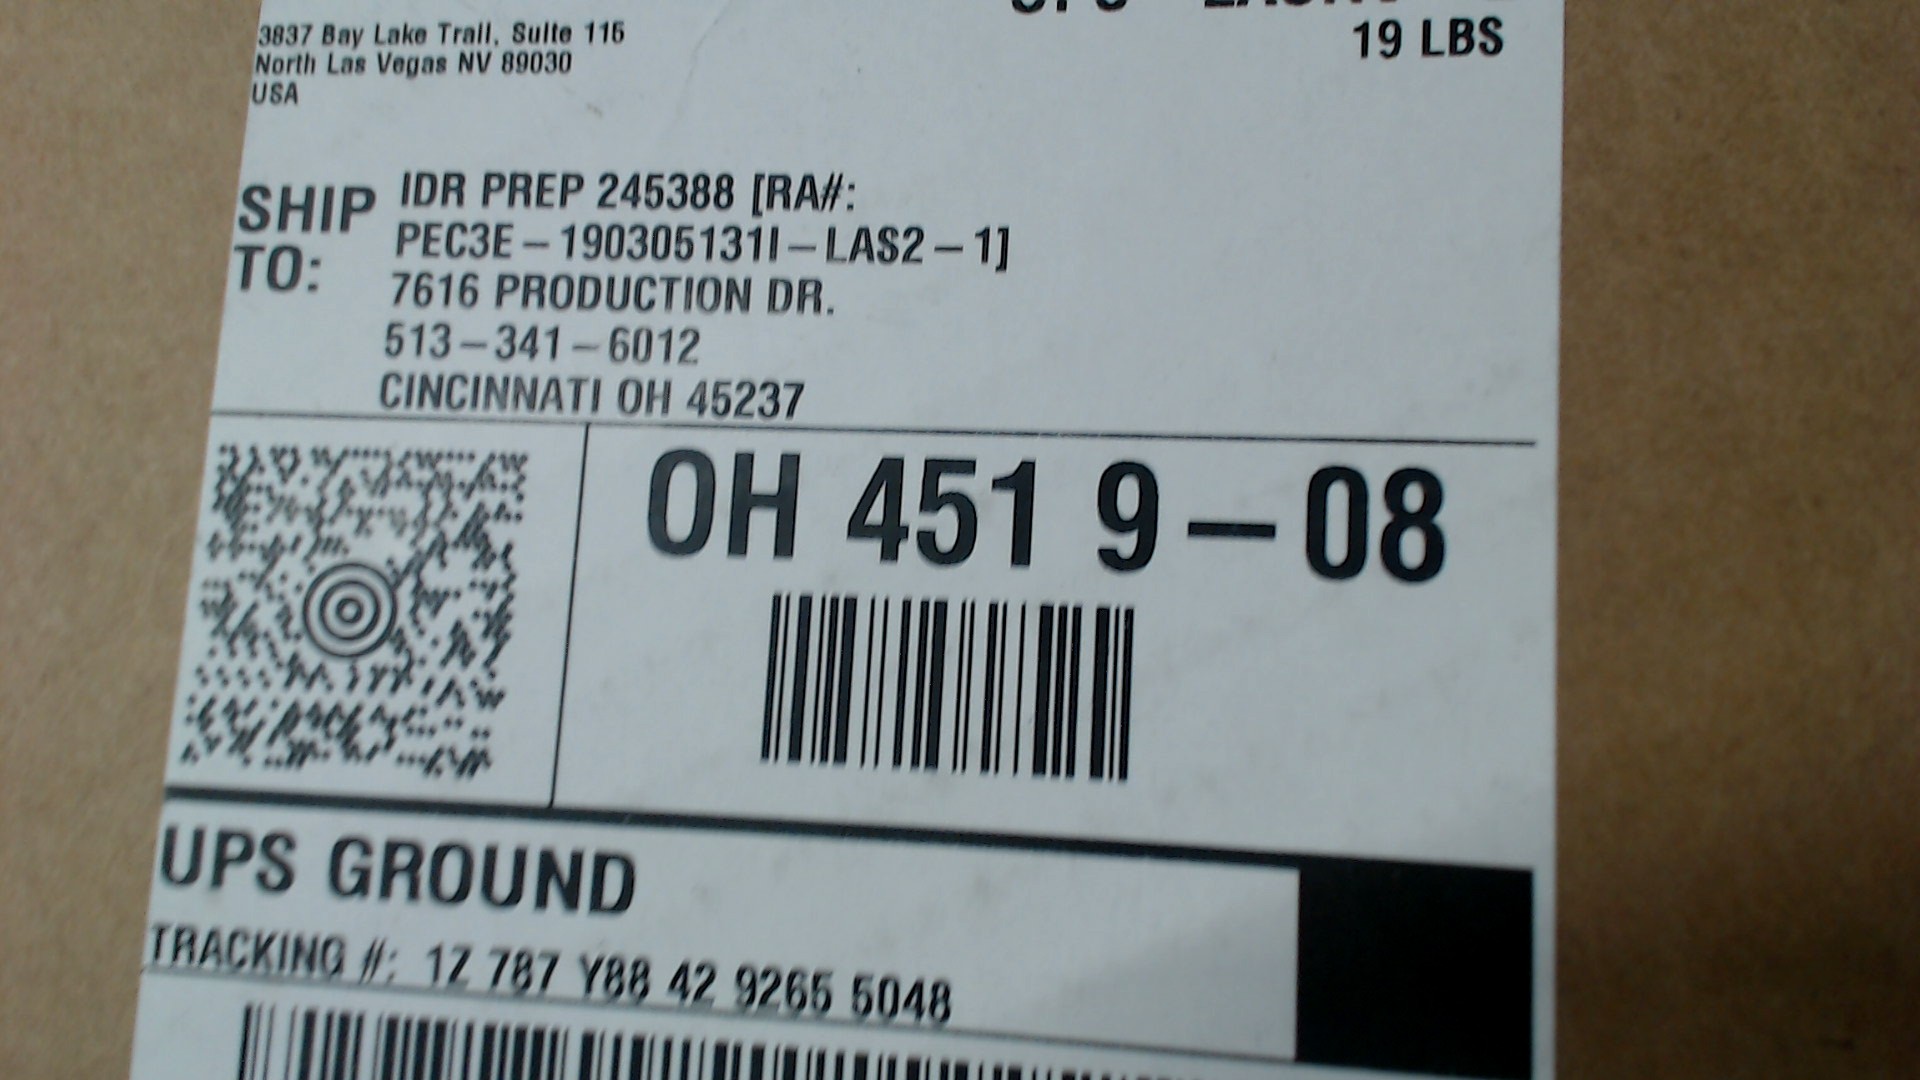 3837 Bay Lake Trail, Suite 115
North Las Vegas NV 89030
USA
19 LBS
SHIP TO:
IDR PREP 245388 [RA#:
PEC3E-190305131I-LAS2-1]
7616 PRODUCTION DR.
513-341-6012
CINCINNATI OH 45237
OH 451 9-08
UPS GROUND
TRACKING #: 1Z 787 Y88 42 9265 5048